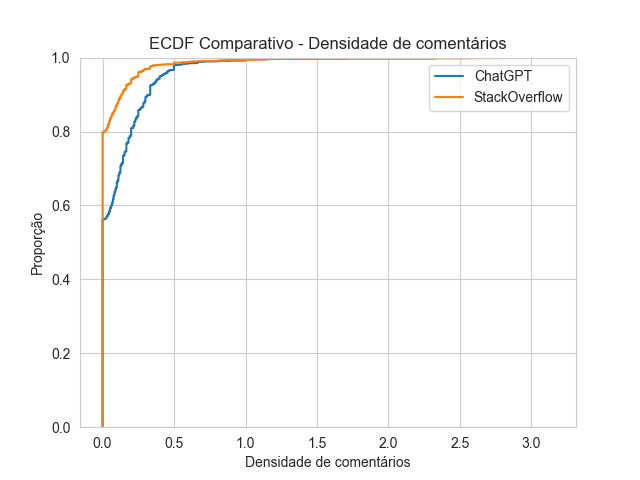 ECDF Comparativo - Densidade de comentários
ChatGPT
StackOverflow
Proporção
1.0
0.8
0.6
0.4
0.2
0.0
0.0 0.5 1.0 1.5 2.0 2.5 3.0
Densidade de comentários